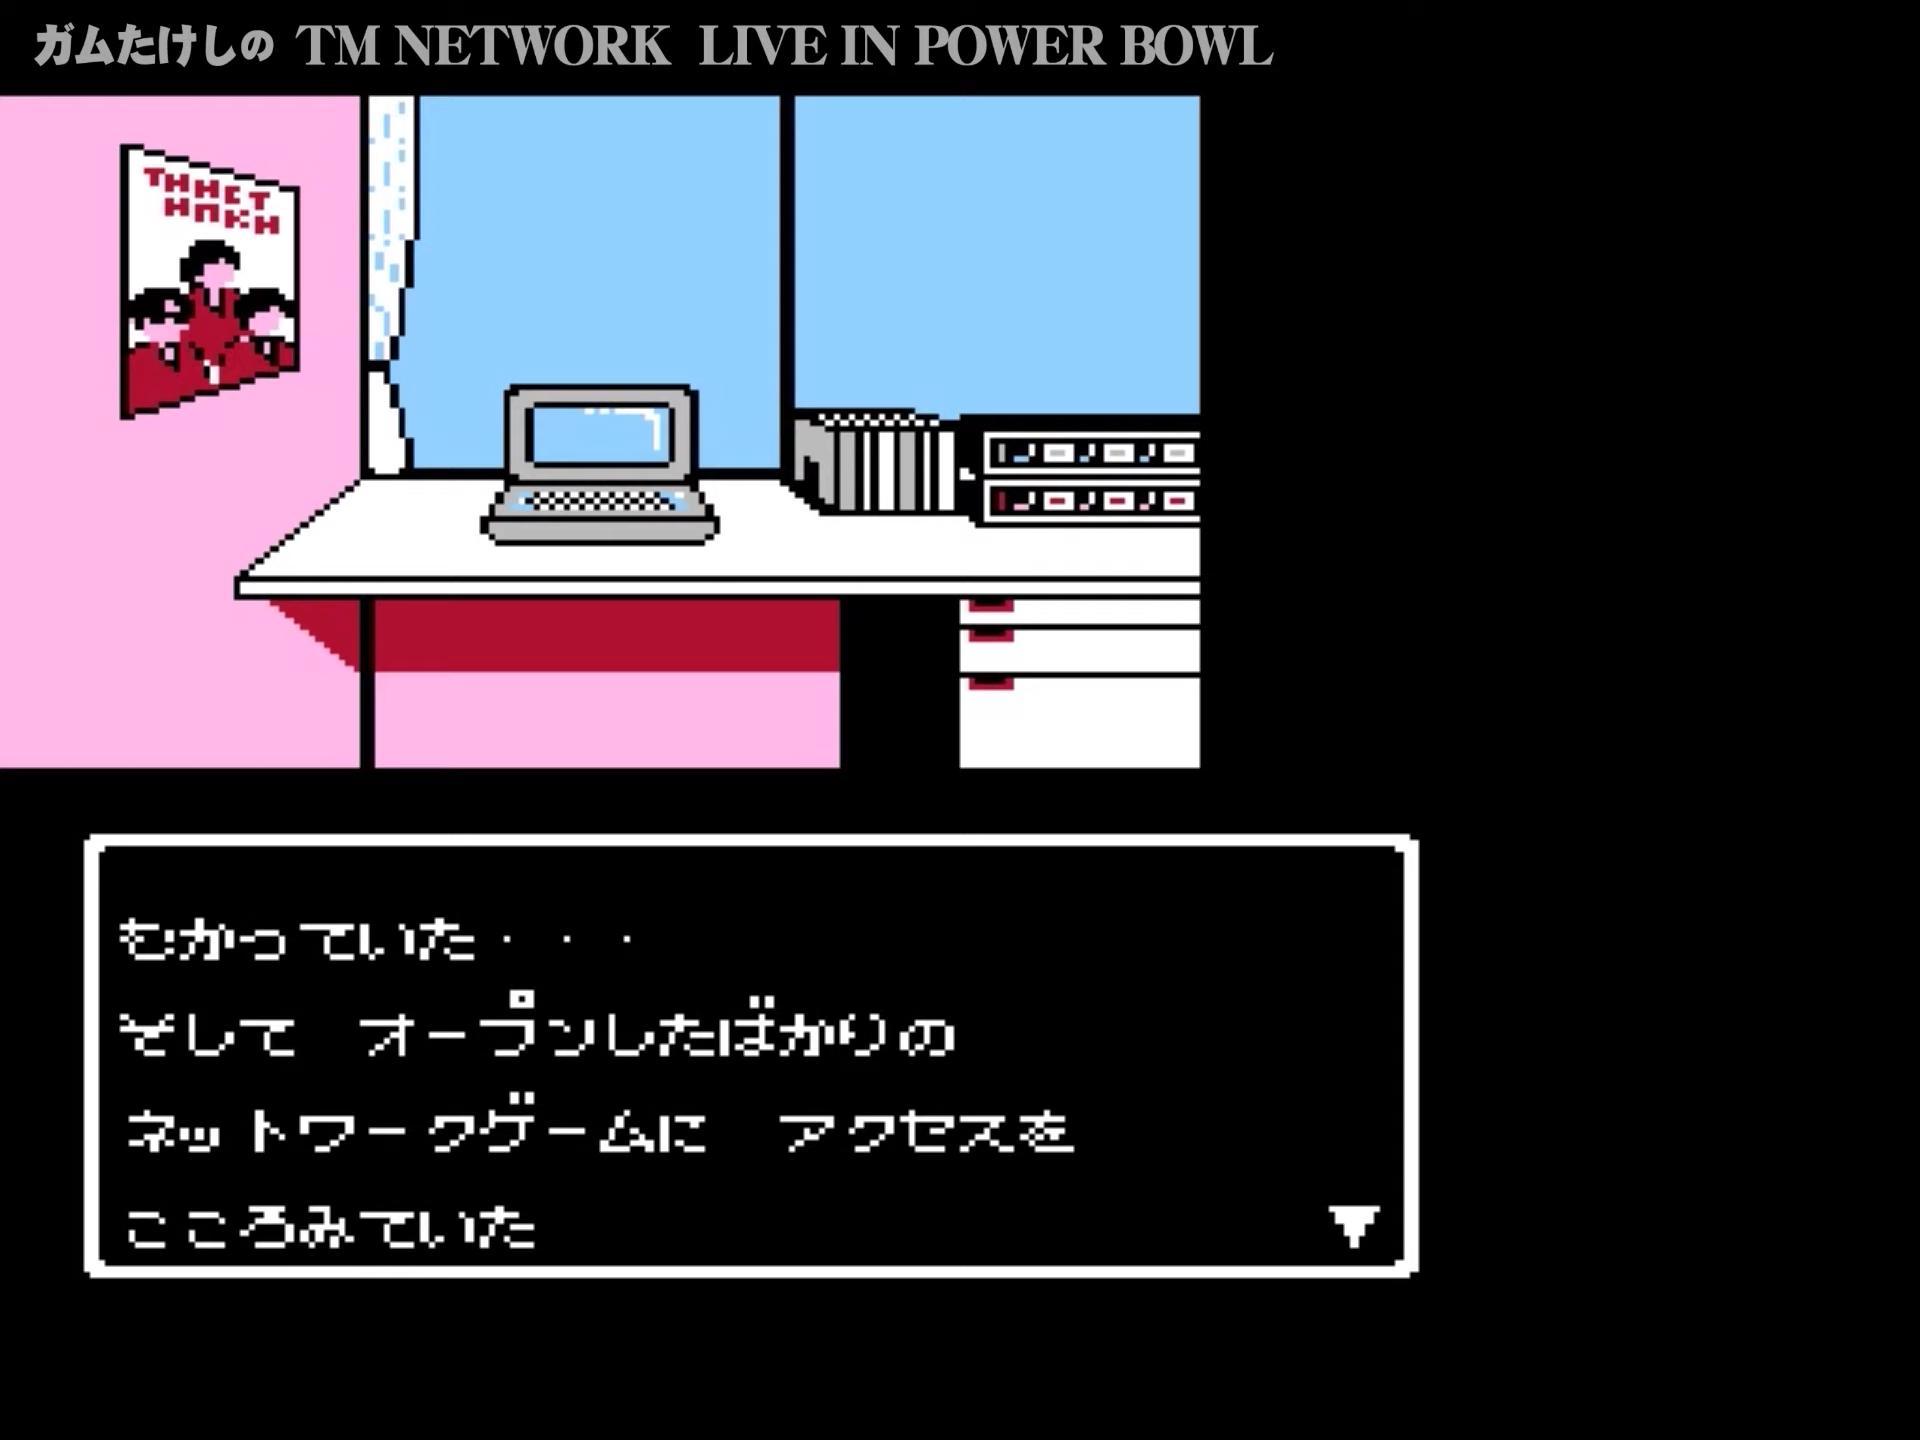 ガムたけしの TM NETWORK LIVE IN POWER BOWL
TMNET
WORK
むかっていた・・・
そして　オープンしたばかりの
ネットワークゲームに　アクセスを
こころみていた